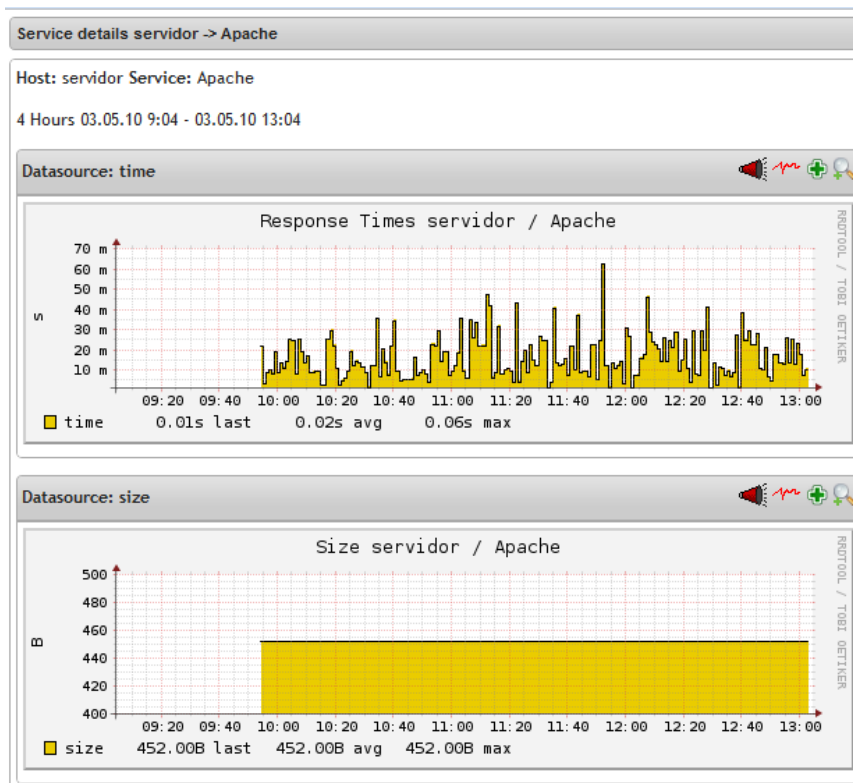 Service details servidor -> Apache
Host: servidor Service: Apache
4 Hours 03.05.10 9:04 - 03.05.10 13:04
Datasource: time
Response Times servidor / Apache
RRDTOOL / TOBI OETIKER
70 m
60 m
50 m
40 m
30 m
20 m
10 m
s
09:20 09:40 10:00 10:20 10:40 11:00 11:20 11:40 12:00 12:20 12:40 13:00
time 0.01s last 0.02s avg 0.06s max
Datasource: size
Size servidor / Apache
RRDTOOL / TOBI OETIKER
500
480
460
440
420
400
B
09:20 09:40 10:00 10:20 10:40 11:00 11:20 11:40 12:00 12:20 12:40 13:00
size 452.00B last 452.00B avg 452.00B max